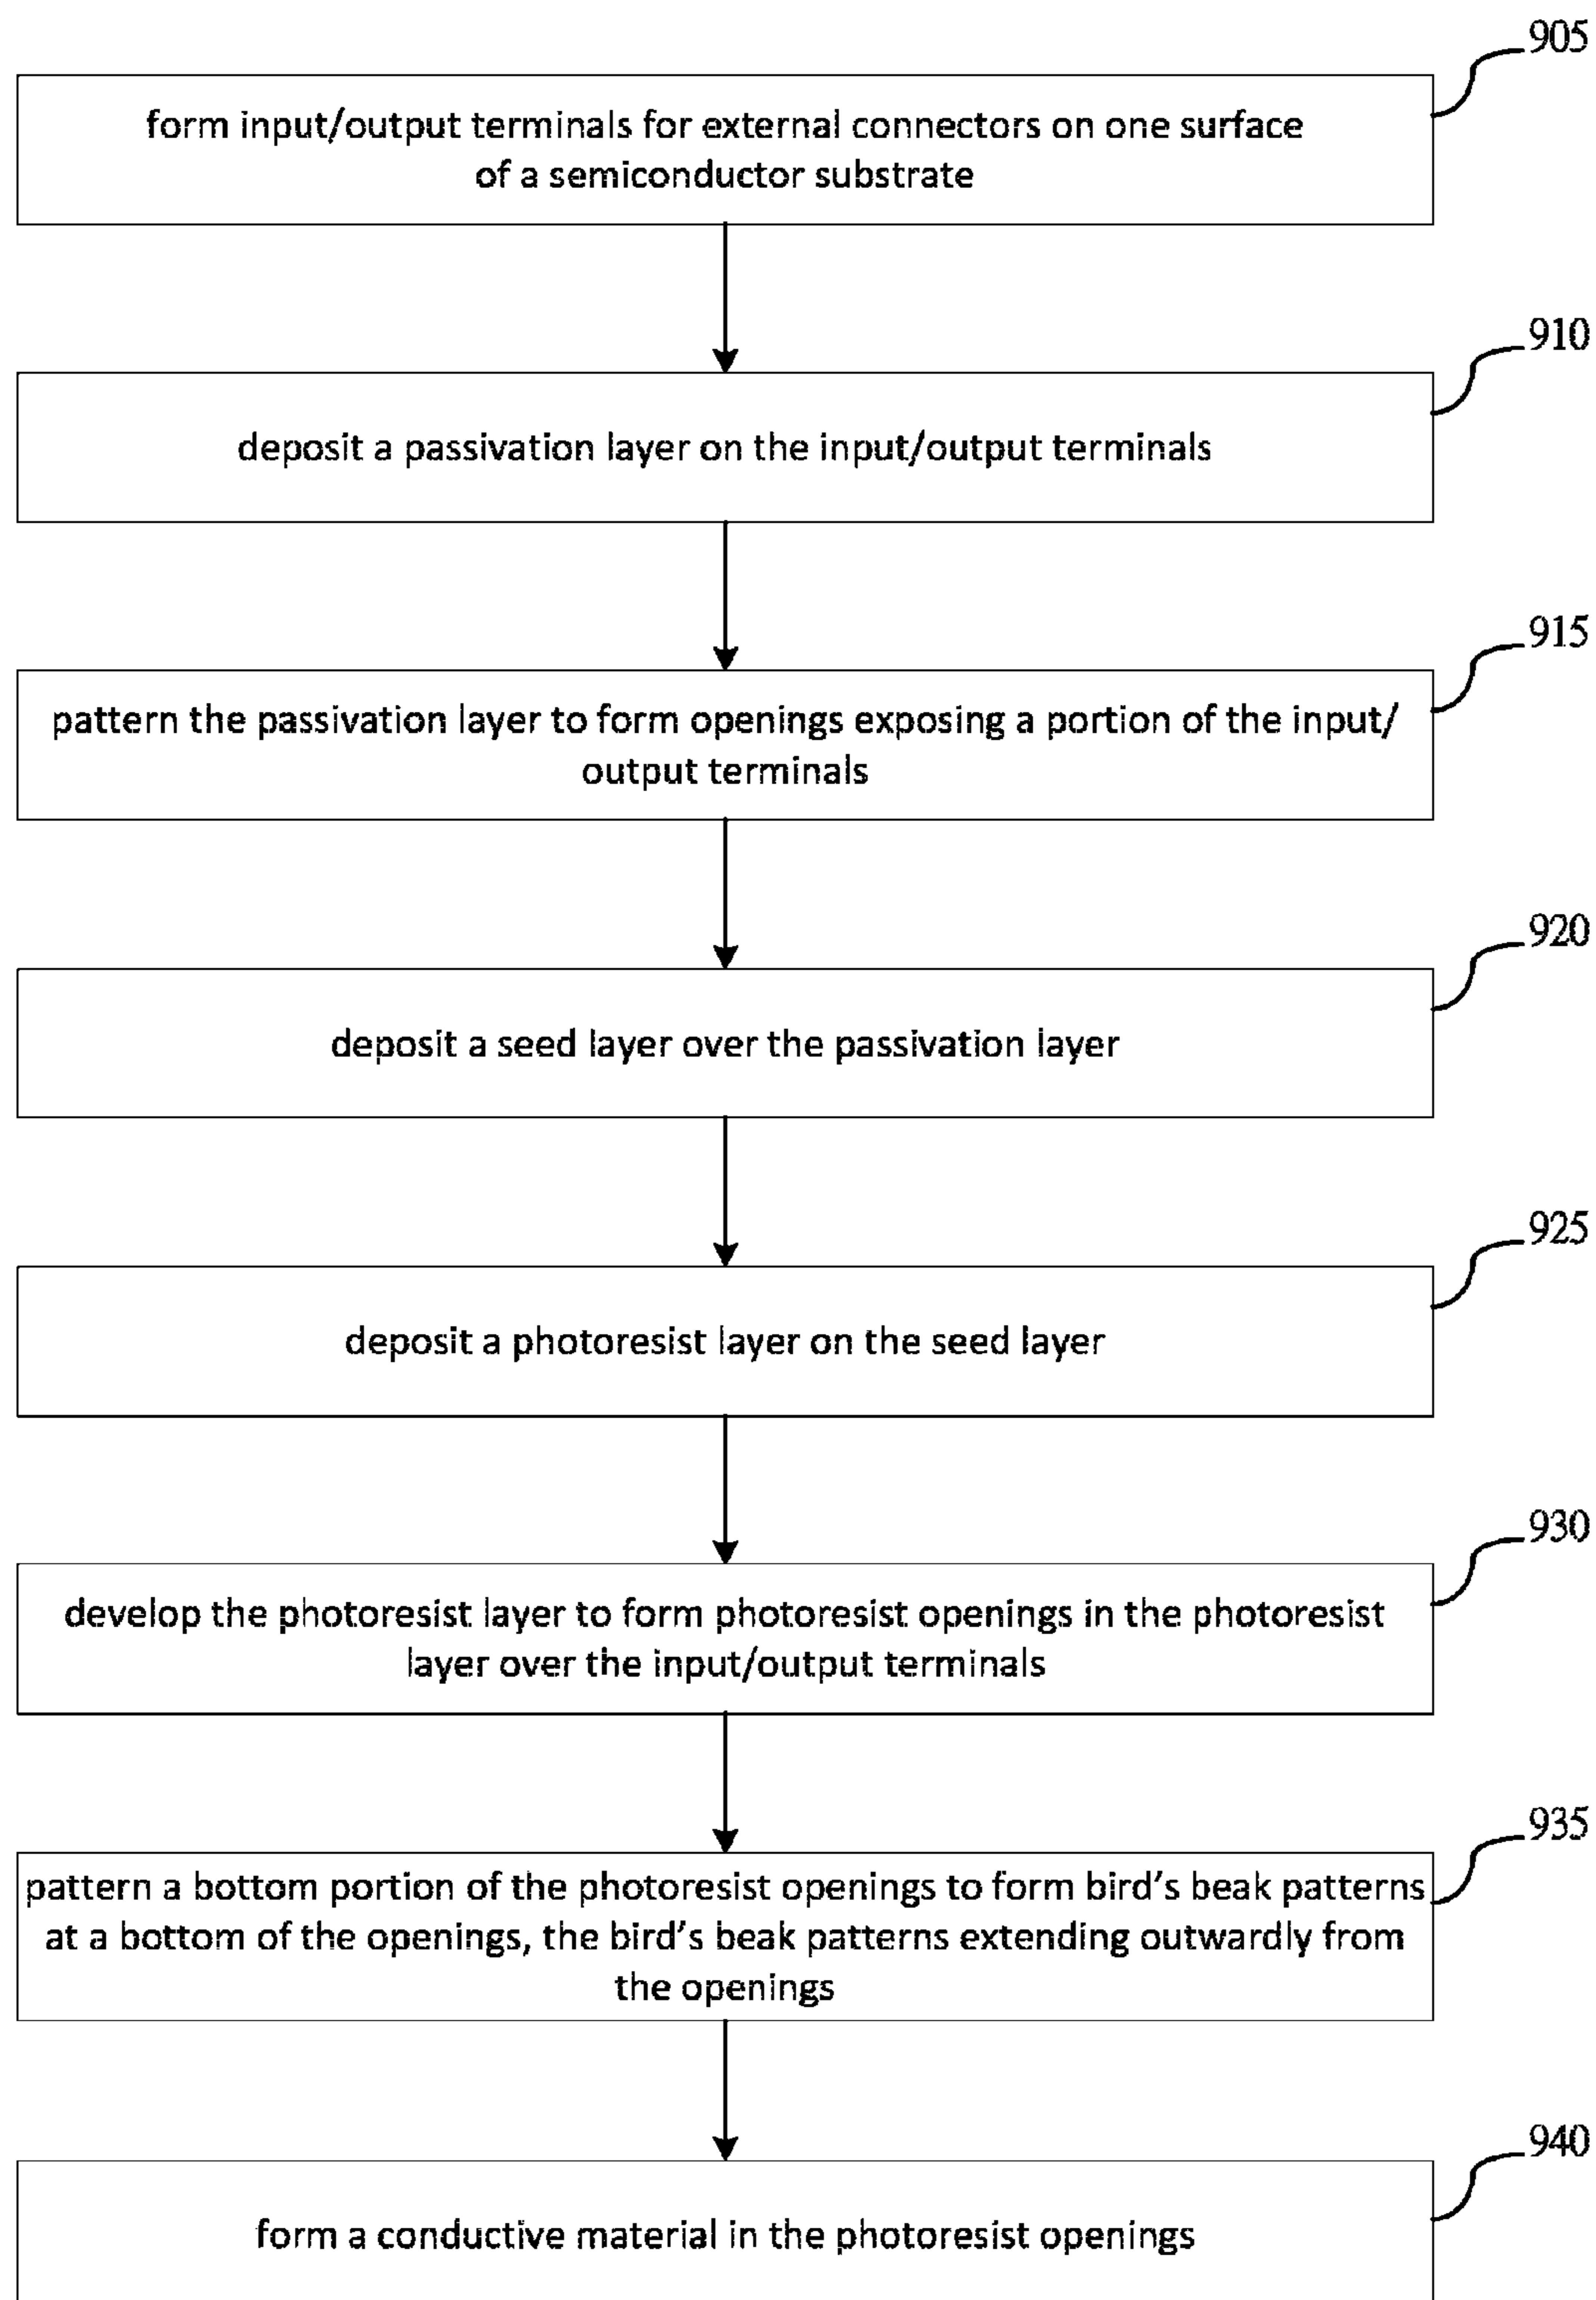 905
form input/output terminals for external connectors on one surface
of a semiconductor substrate
910
deposit a passivation layer on the input/output terminals
915
pattern the passivation layer to form openings exposing a portion of the input/
output terminals
920
deposit a seed layer over the passivation layer
925
deposit a photoresist layer on the seed layer
930
develop the photoresist layer to form photoresist openings in the photoresist
layer over the input/output terminals
935
pattern a bottom portion of the photoresist openings to form bird's beak patterns
at a bottom of the openings, the bird's beak patterns extending outwardly from
the openings
940
form a conductive material in the photoresist openings